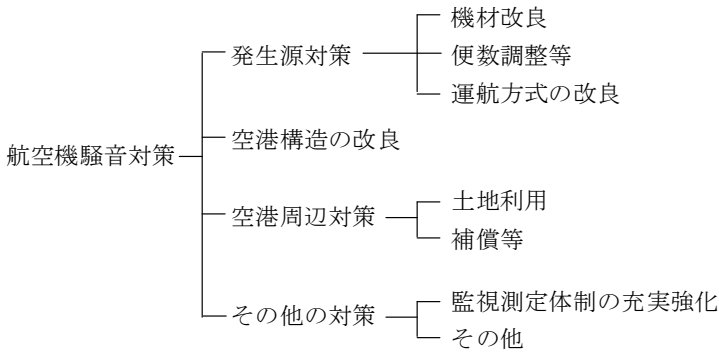 機材改良
発生源対策
便数調整等
運航方式の改良
空港構造の改良
航空機騒音対策
土地利用
空港周辺対策
補償等
監視測定体制の充実強化
その他の対策
その他